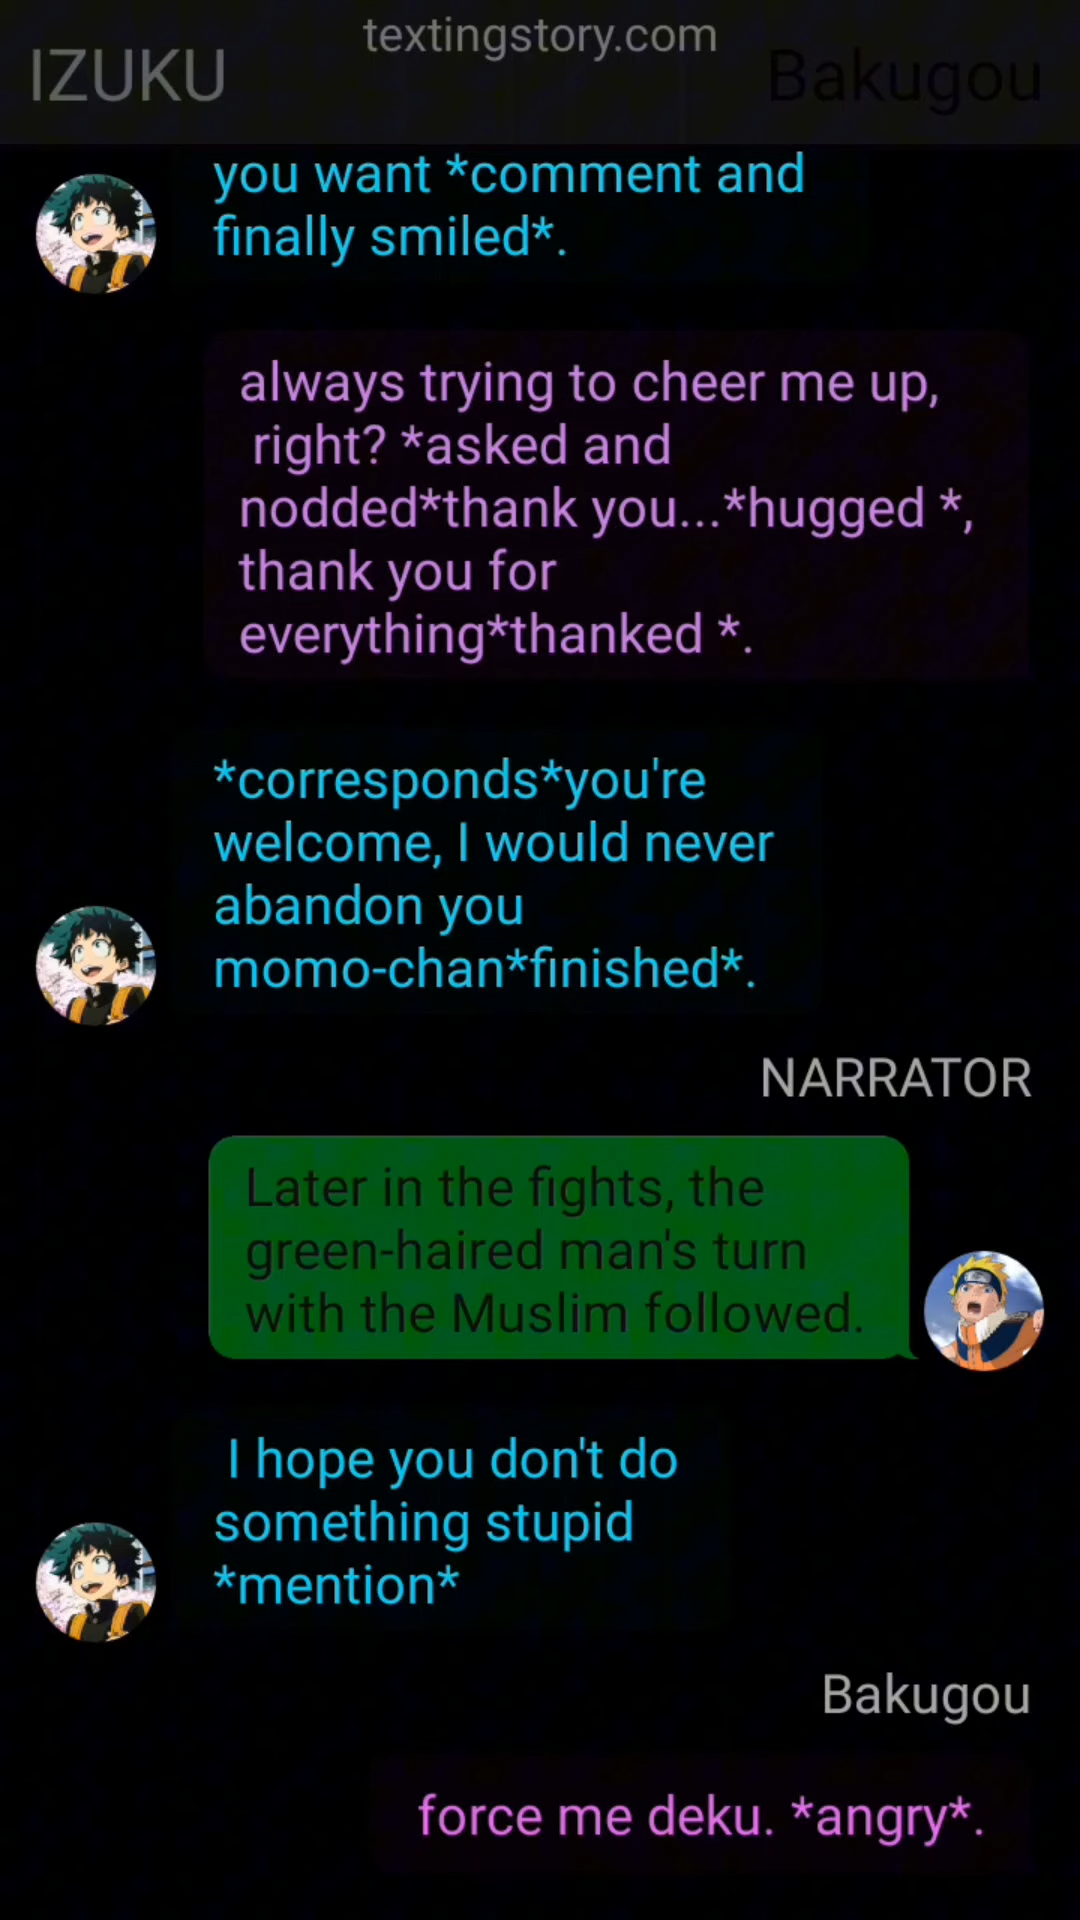 textingstory.com
IZUKU
Bakugou
you want *comment and
finally smiled*.
always trying to cheer me up,
right? *asked and
nodded*thank you...*hugged *,
thank you for
everything*thanked *.
*corresponds*you're
welcome, I would never
abandon you
momo-chan*finished*.
NARRATOR
Later in the fights, the
green-haired man's turn
with the Muslim followed.
I hope you don't do
something stupid
*mention*
Bakugou
force me deku. *angry*.